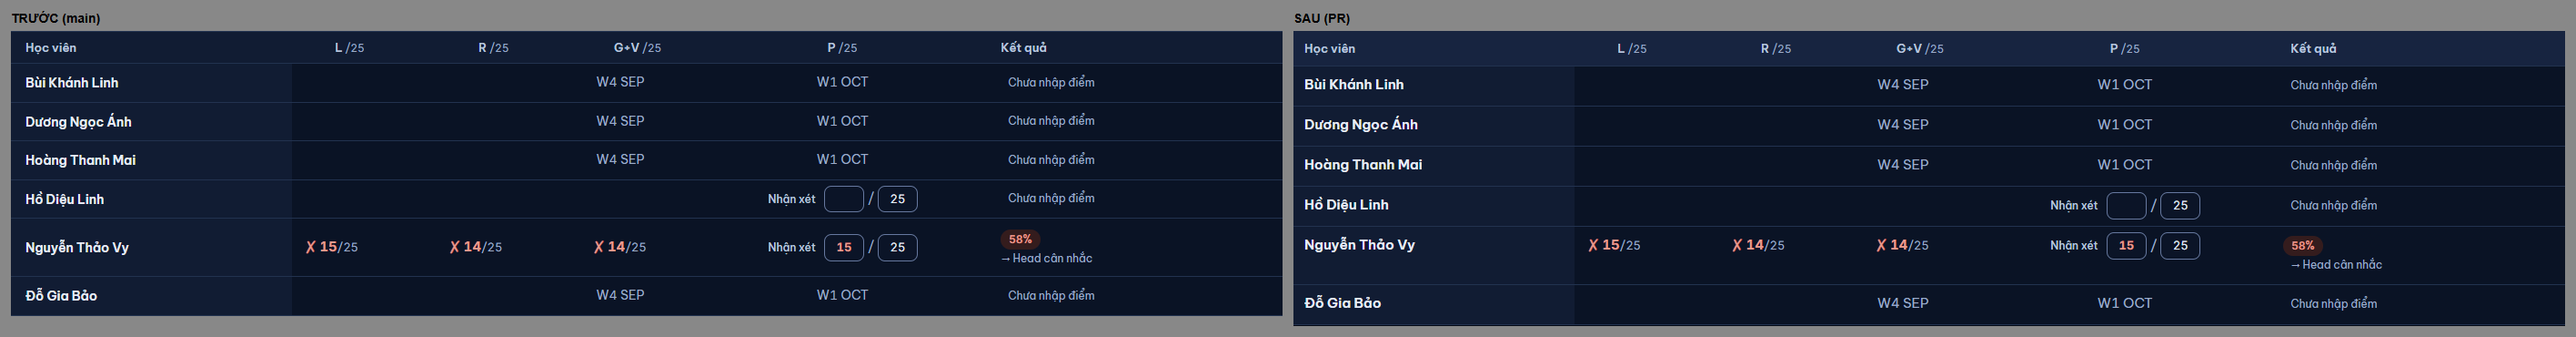 TRƯỚC (main)
Học viên L /25 R /25 G+V /25 P /25 Kết quả
Bùi Khánh Linh W4 SEP W1 OCT Chưa nhập điểm
Dương Ngọc Ánh W4 SEP W1 OCT Chưa nhập điểm
Hoàng Thanh Mai W4 SEP W1 OCT Chưa nhập điểm
Hồ Diệu Linh Nhận xét / 25 Chưa nhập điểm
Nguyễn Thảo Vy ✗ 15/25 ✗ 14/25 ✗ 14/25 Nhận xét 15 / 25 58%
→ Head cân nhắc
Đỗ Gia Bảo W4 SEP W1 OCT Chưa nhập điểm
SAU (PR)
Học viên L /25 R /25 G+V /25 P /25 Kết quả
Bùi Khánh Linh W4 SEP W1 OCT Chưa nhập điểm
Dương Ngọc Ánh W4 SEP W1 OCT Chưa nhập điểm
Hoàng Thanh Mai W4 SEP W1 OCT Chưa nhập điểm
Hồ Diệu Linh Nhận xét / 25 Chưa nhập điểm
Nguyễn Thảo Vy ✗ 15/25 ✗ 14/25 ✗ 14/25 Nhận xét 15 / 25 58%
→ Head cân nhắc
Đỗ Gia Bảo W4 SEP W1 OCT Chưa nhập điểm